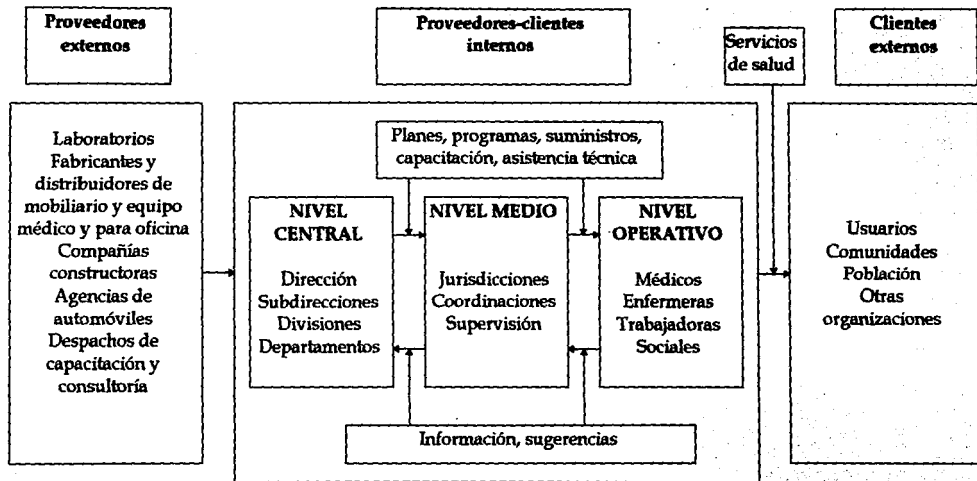 Proveedores
externos
Proveedores-clientes
internos
Servicios
de salud
Clientes
externos
Laboratorios
Fabricantes y
distribuidores de
mobiliario y equipo
médico y para oficina
Compañías
constructoras
Agencias de
automóviles
Despachos de
capacitación y
consultoría
Planes, programas, suministros,
capacitación, asistencia técnica
NIVEL
CENTRAL
Dirección
Subdirecciones
Divisiones
Departamentos
NIVEL MEDIO
Jurisdicciones
Coordinaciones
Supervisión
NIVEL
OPERATIVO
Médicos
Enfermeras
Trabajadoras
Sociales
Información, sugerencias
Usuarios
Comunidades
Población
Otras
organizaciones